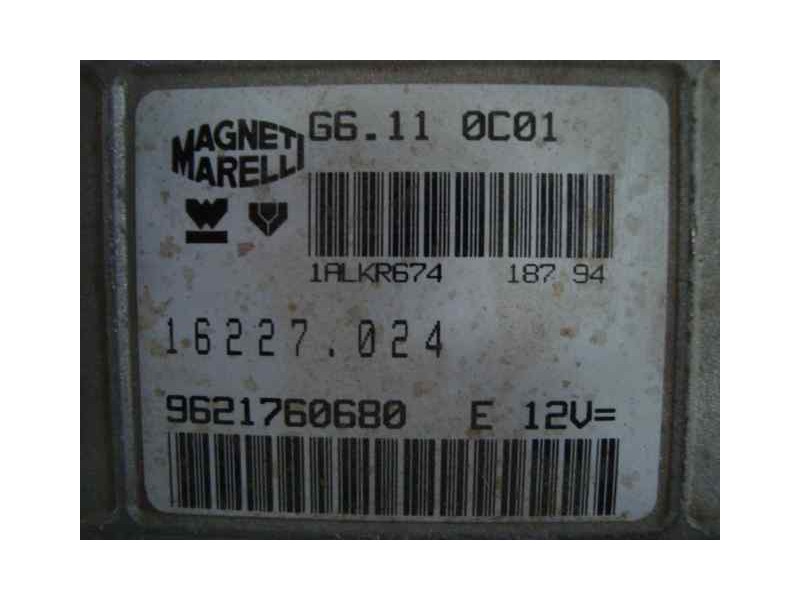 MAGNETI
MARELLI
G6.11 0C01
1ALKR674 187 94
16227.024
9621760680 E 12V=